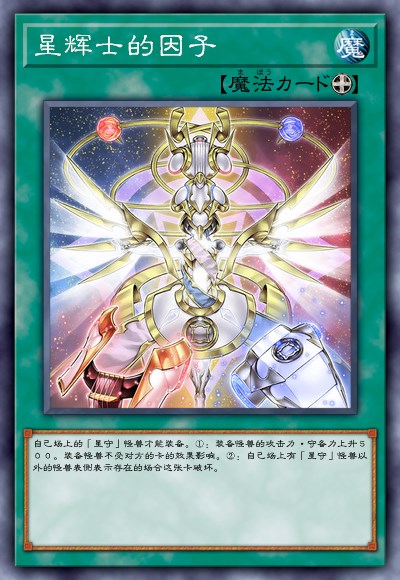 星辉士的因子
魔
【魔法カード】
まほう
自己场上的「星守」怪兽才能装备。①：装备怪兽的攻击力·守备力上升５
００。装备怪兽不受对方的卡的效果影响。②：自己场上有「星守」怪兽以
外的怪兽表侧表示存在的场合这张卡破坏。